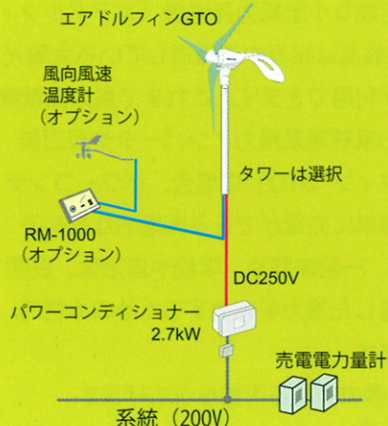 エアドルフィンGTO
風向風速
温度計
(オプション)
タワーは選択
RM-1000
(オプション)
DC250V
パワーコンディショナー
2.7kW
売電電力量計
系統(200V)